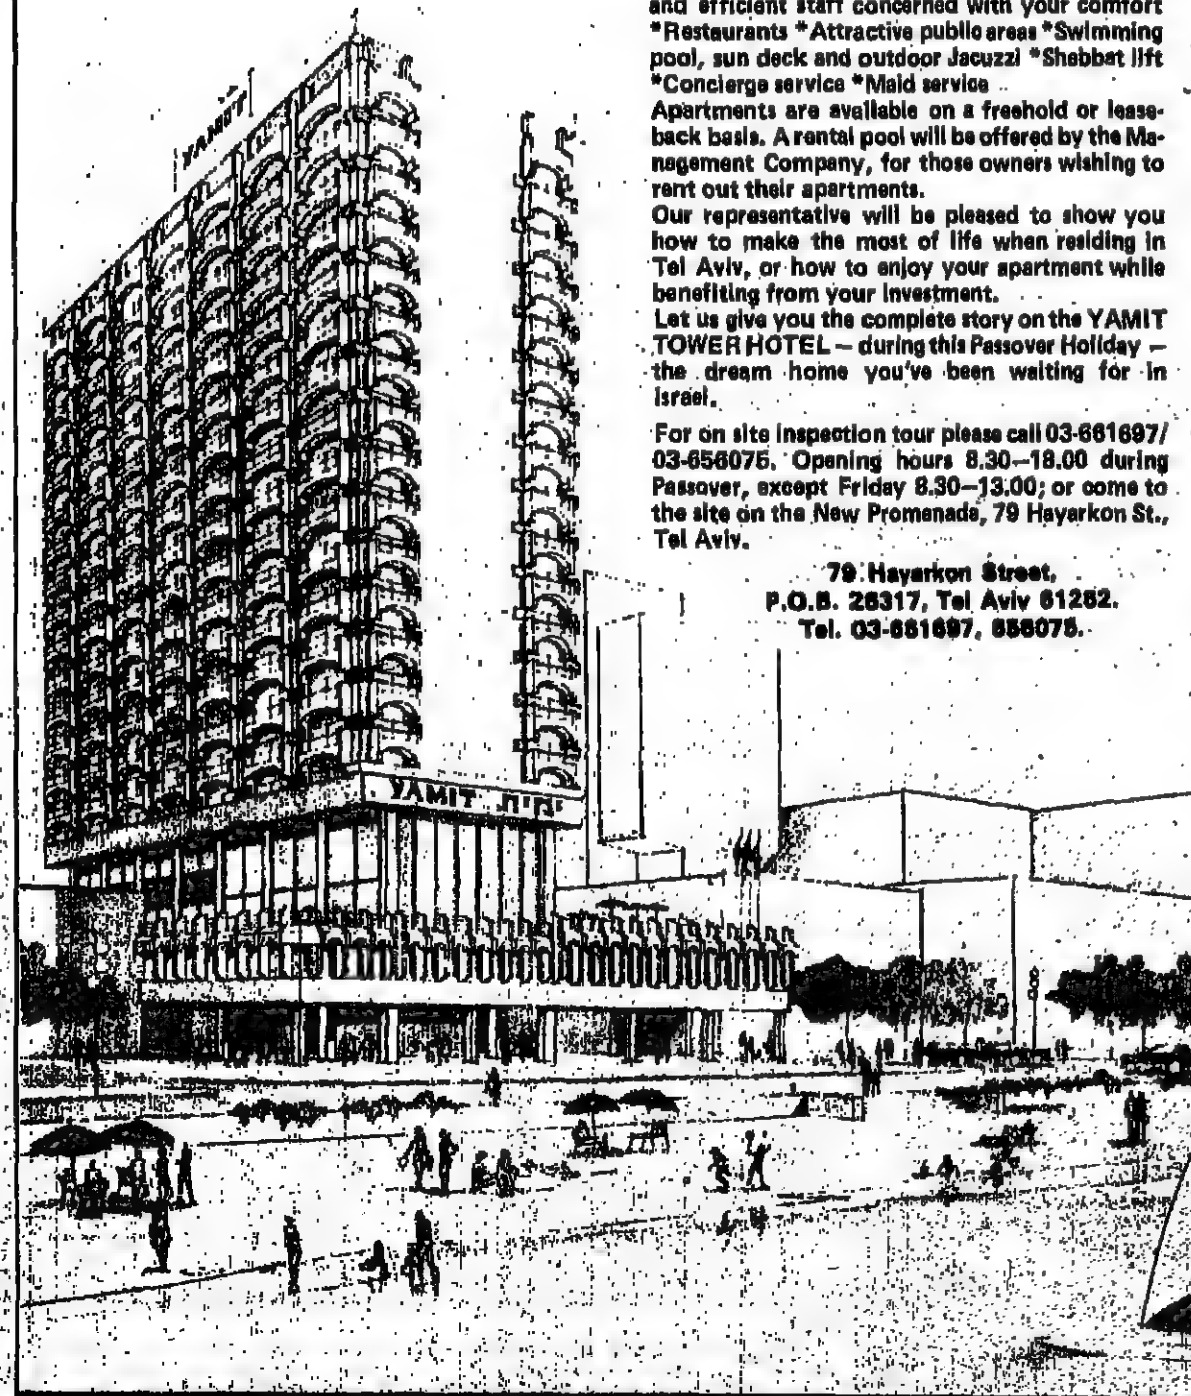 and efficient staff concerned with your comfort
*Restaurants *Attractive public areas *Swimming
pool, sun deck and outdoor Jacuzzi *Shabbat lift
*Concierge service *Maid service
Apartments are available on a freehold or lease-
back basis. A rental pool will be offered by the Ma-
nagement Company, for those owners wishing to
rent out their apartments.
Our representative will be pleased to show you
how to make the most of life when residing in
Tel Aviv, or how to enjoy your apartment while
benefiting from your investment.
Let us give you the complete story on the YAMIT
TOWER HOTEL – during this Passover Holiday –
the dream home you've been waiting for in
Israel.
For on site inspection tour please call 03-661697/
03-656075. Opening hours 8.30–18.00 during
Passover, except Friday 8.30–13.00; or come to
the site on the New Promenade, 79 Hayarkon St.,
Tel Aviv.
79 Hayarkon Street,
P.O.B. 26317, Tel Aviv 61262.
Tel. 03-661697, 656075.
YAMIT
YAMIT ימית